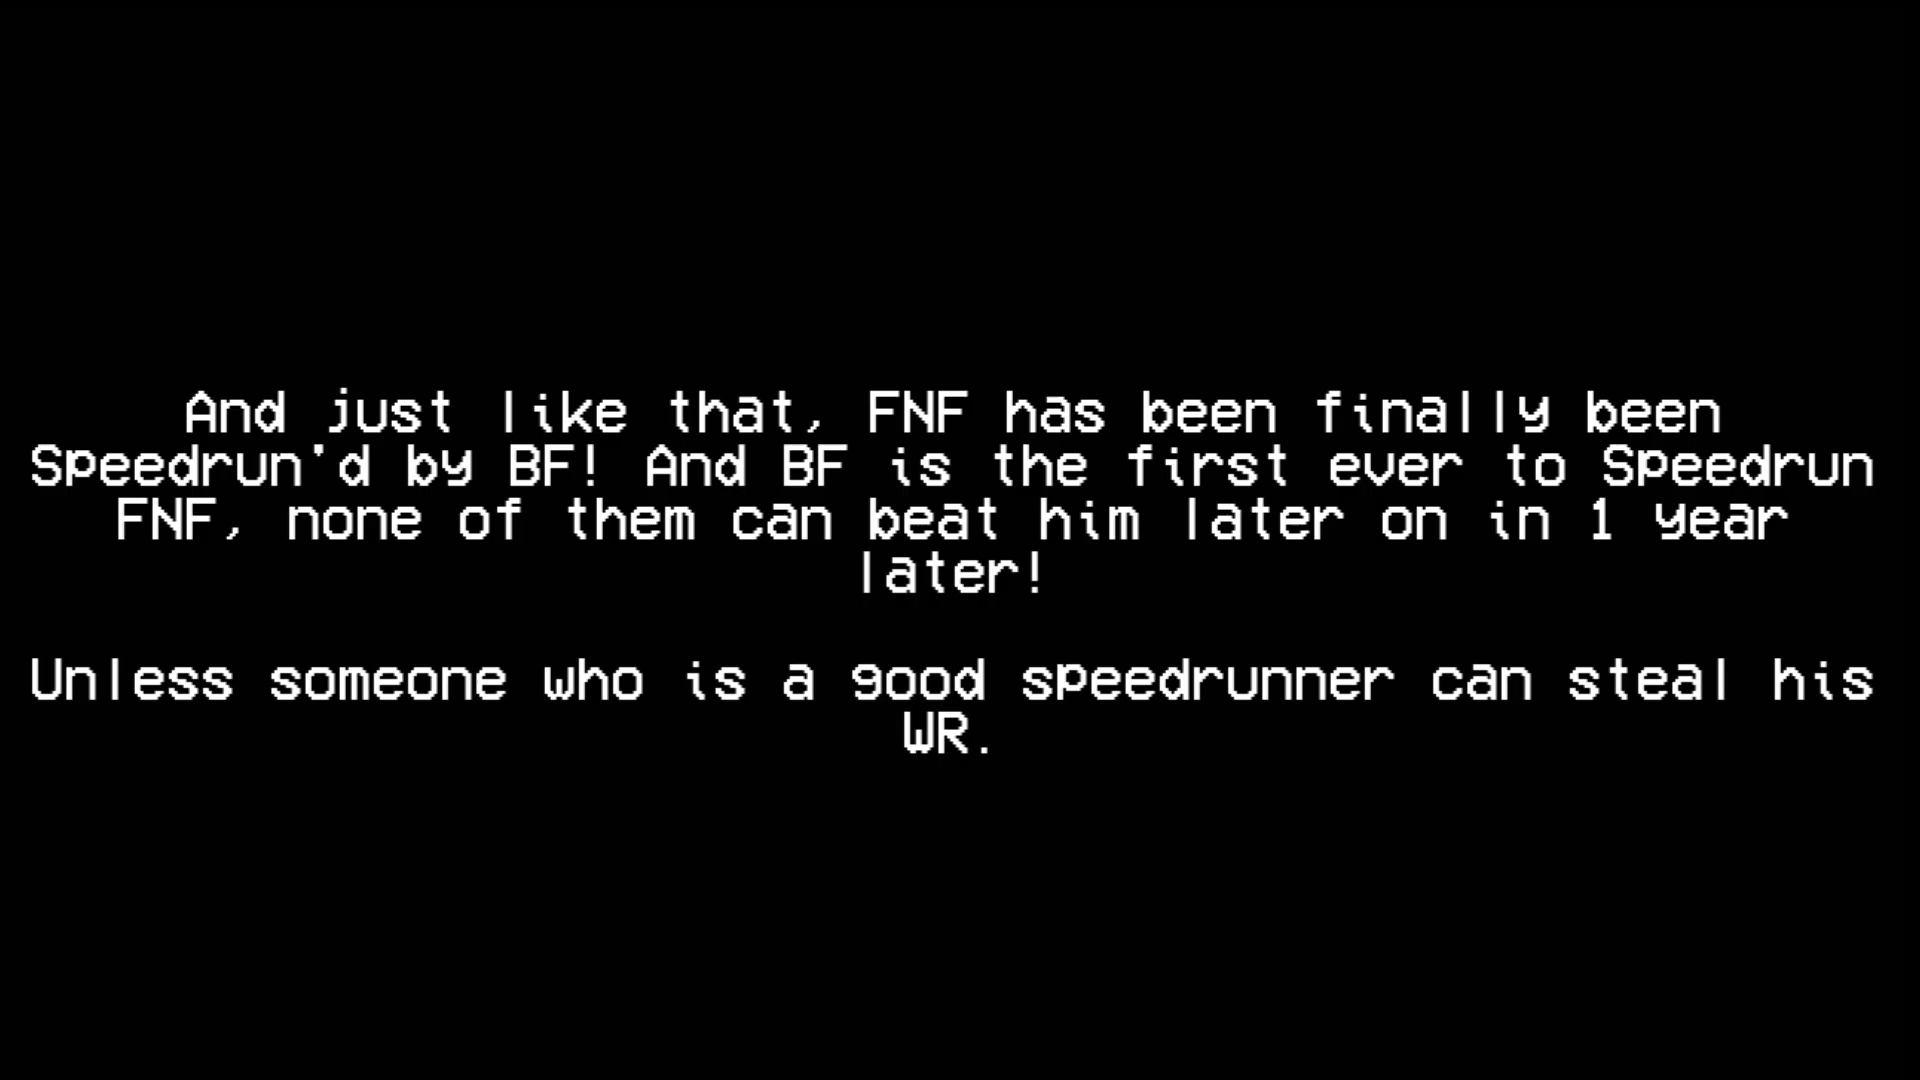 And just like that, FNF has been finally been
Speedrun'd by BF! And BF is the first ever to Speedrun
FNF, none of them can beat him later on in 1 year
later!
Unless someone who is a good speedrunner can steal his
WR.